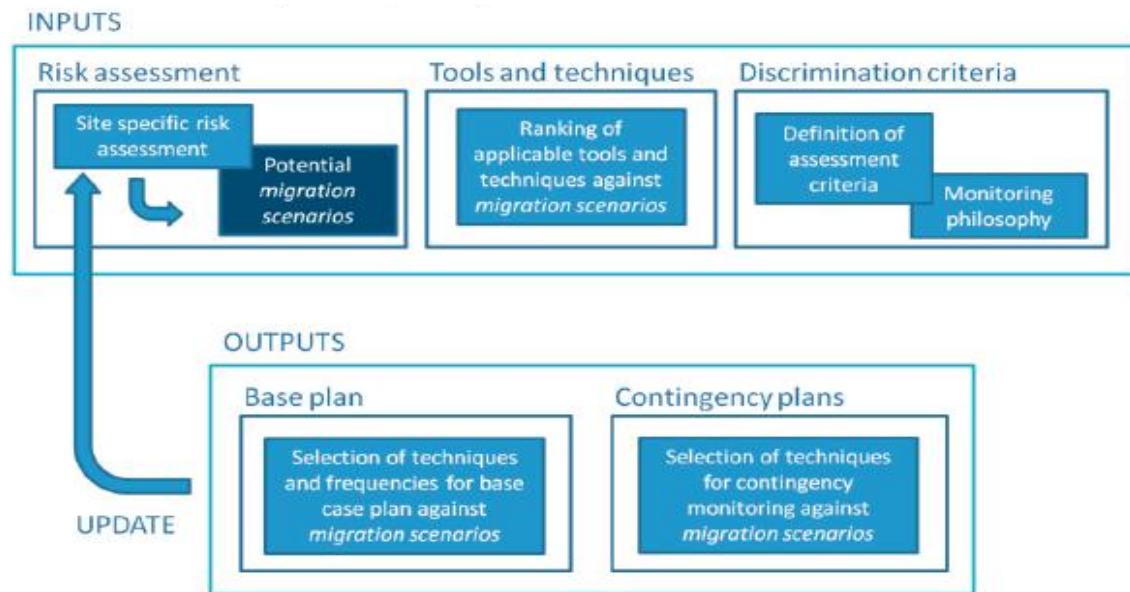 INPUTS
Risk assessment
Site specific risk
assessment
Potential
migration
scenarios
Tools and techniques
Ranking of
applicable tools and
techniques against
migration scenarios
Discrimination criteria
Definition of
assessment
criteria
Monitoring
philosophy
OUTPUTS
Base plan
Selection of techniques
and frequencies for base
case plan against
migration scenarios
Contingency plans
Selection of techniques
for contingency
monitoring against
migration scenarios
UPDATE